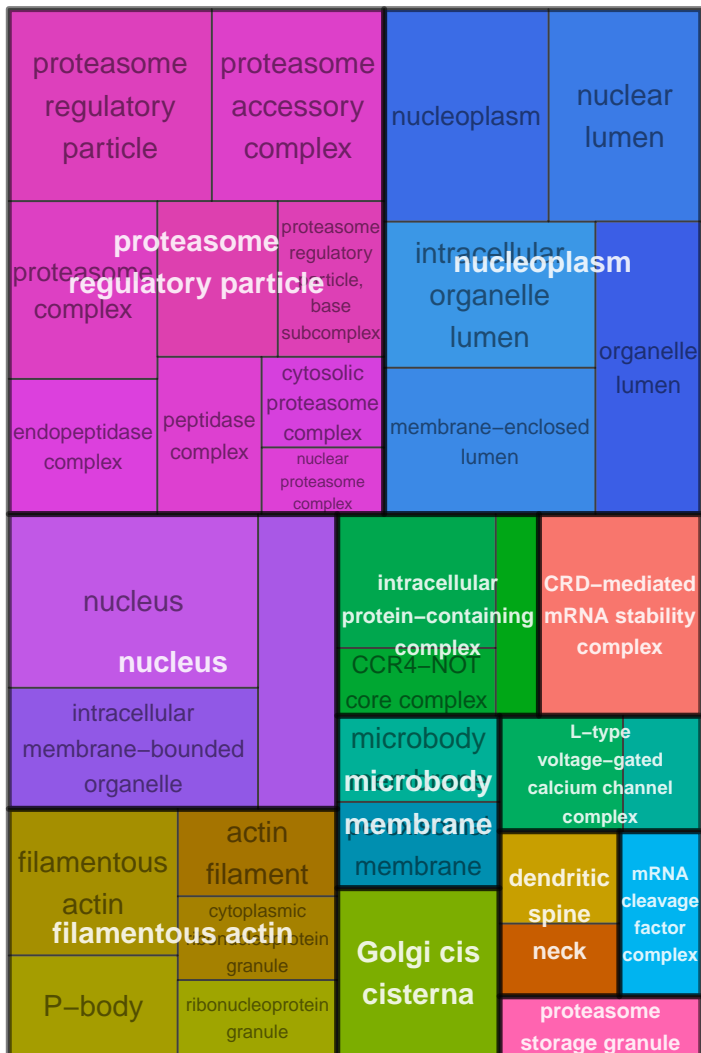 proteasome
regulatory
particle
proteasome
accessory
complex
proteasome
complex
proteasome
regulatory
particle,
base
subcomplex
proteasome
regulatory particle
endopeptidase
complex
peptidase
complex
cytosolic
proteasome
complex
nuclear
proteasome
complex
nucleoplasm
nuclear
lumen
intracellular
organelle
lumen
nucleoplasm
organelle
lumen
membrane−enclosed
lumen
nucleus
nucleus
intracellular
membrane−bounded
organelle
intracellular
protein−containing
complex
CCR4−NOT
core complex
CRD−mediated
mRNA stability
complex
microbody
membrane
microbody
membrane
membrane
L−type
voltage−gated
calcium channel
complex
filamentous
actin
actin
filament
cytoplasmic
ribonucleoprotein
granule
filamentous actin
P−body
ribonucleoprotein
granule
Golgi cis
cisterna
dendritic
spine
neck
mRNA
cleavage
factor
complex
proteasome
storage granule